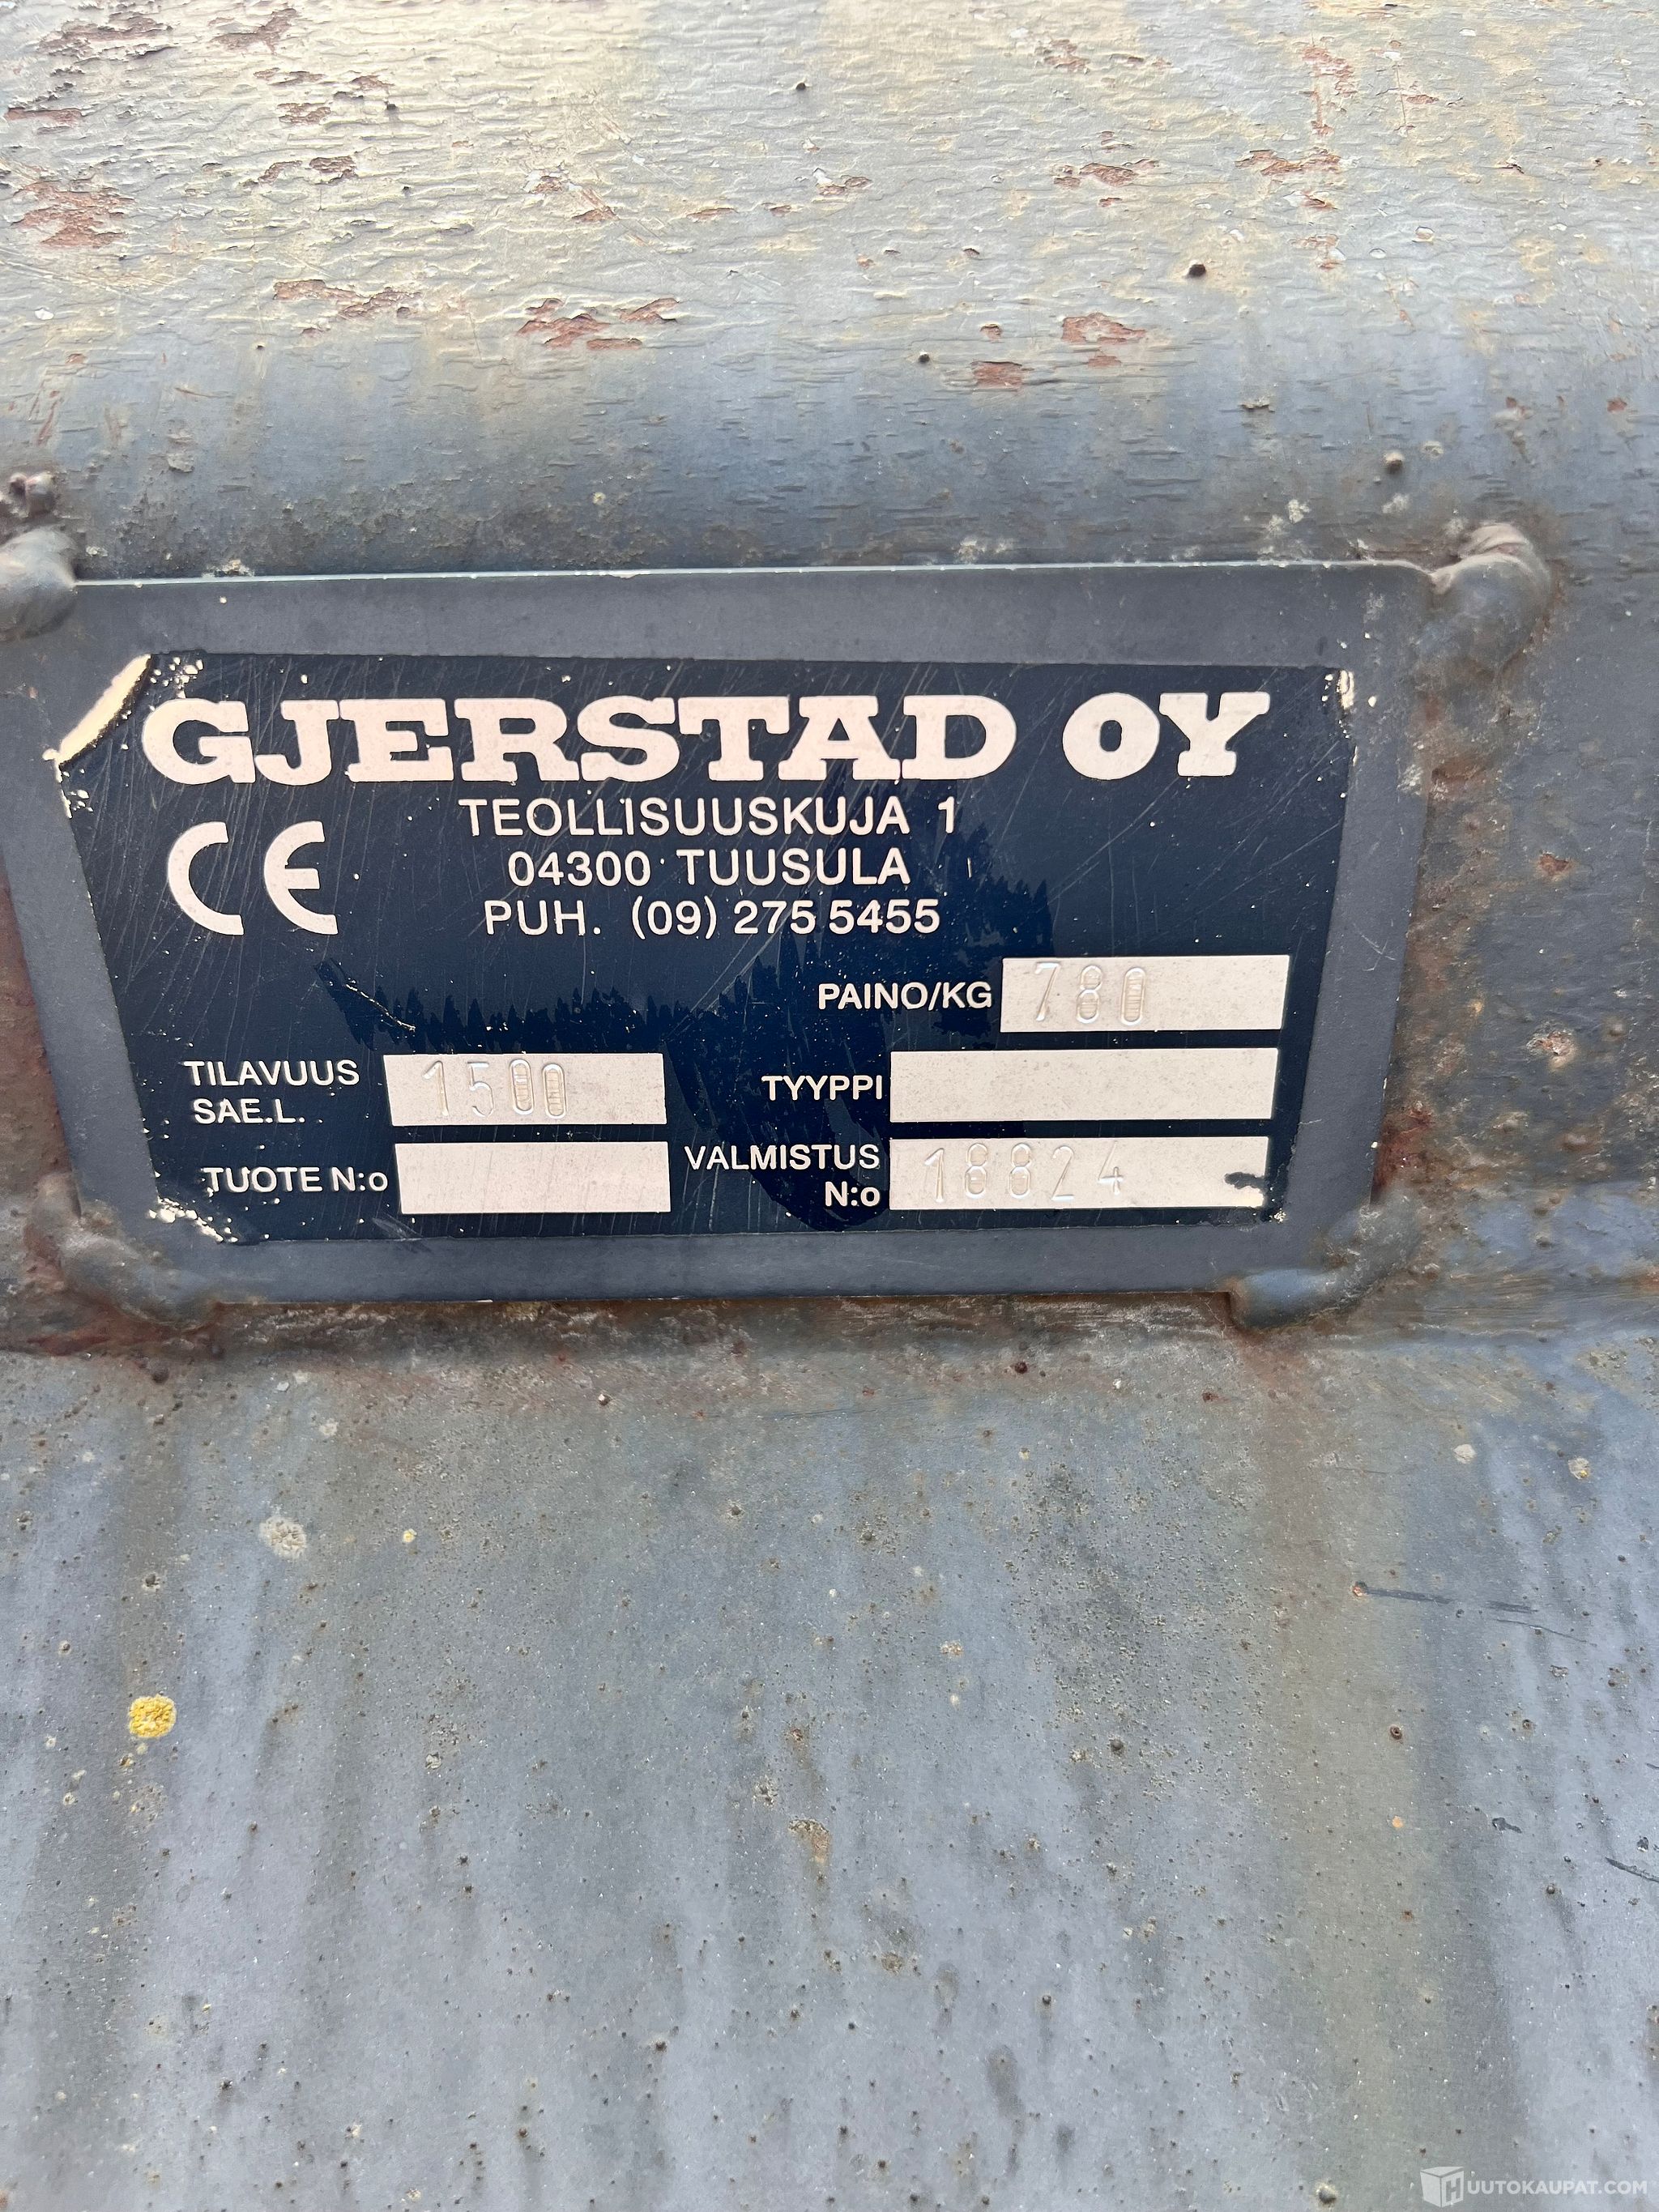 GJERSTAD OY
CE
TEOLLISUUSKUJA 1
04300 TUUSULA
PUH. (09) 275 5455
PAINO/KG 780
TILAVUUS
SAE.L. 1500
TYYPPI
TUOTE N:o
VALMISTUS
N:o 18824
HUUTOKAUPAT.COM